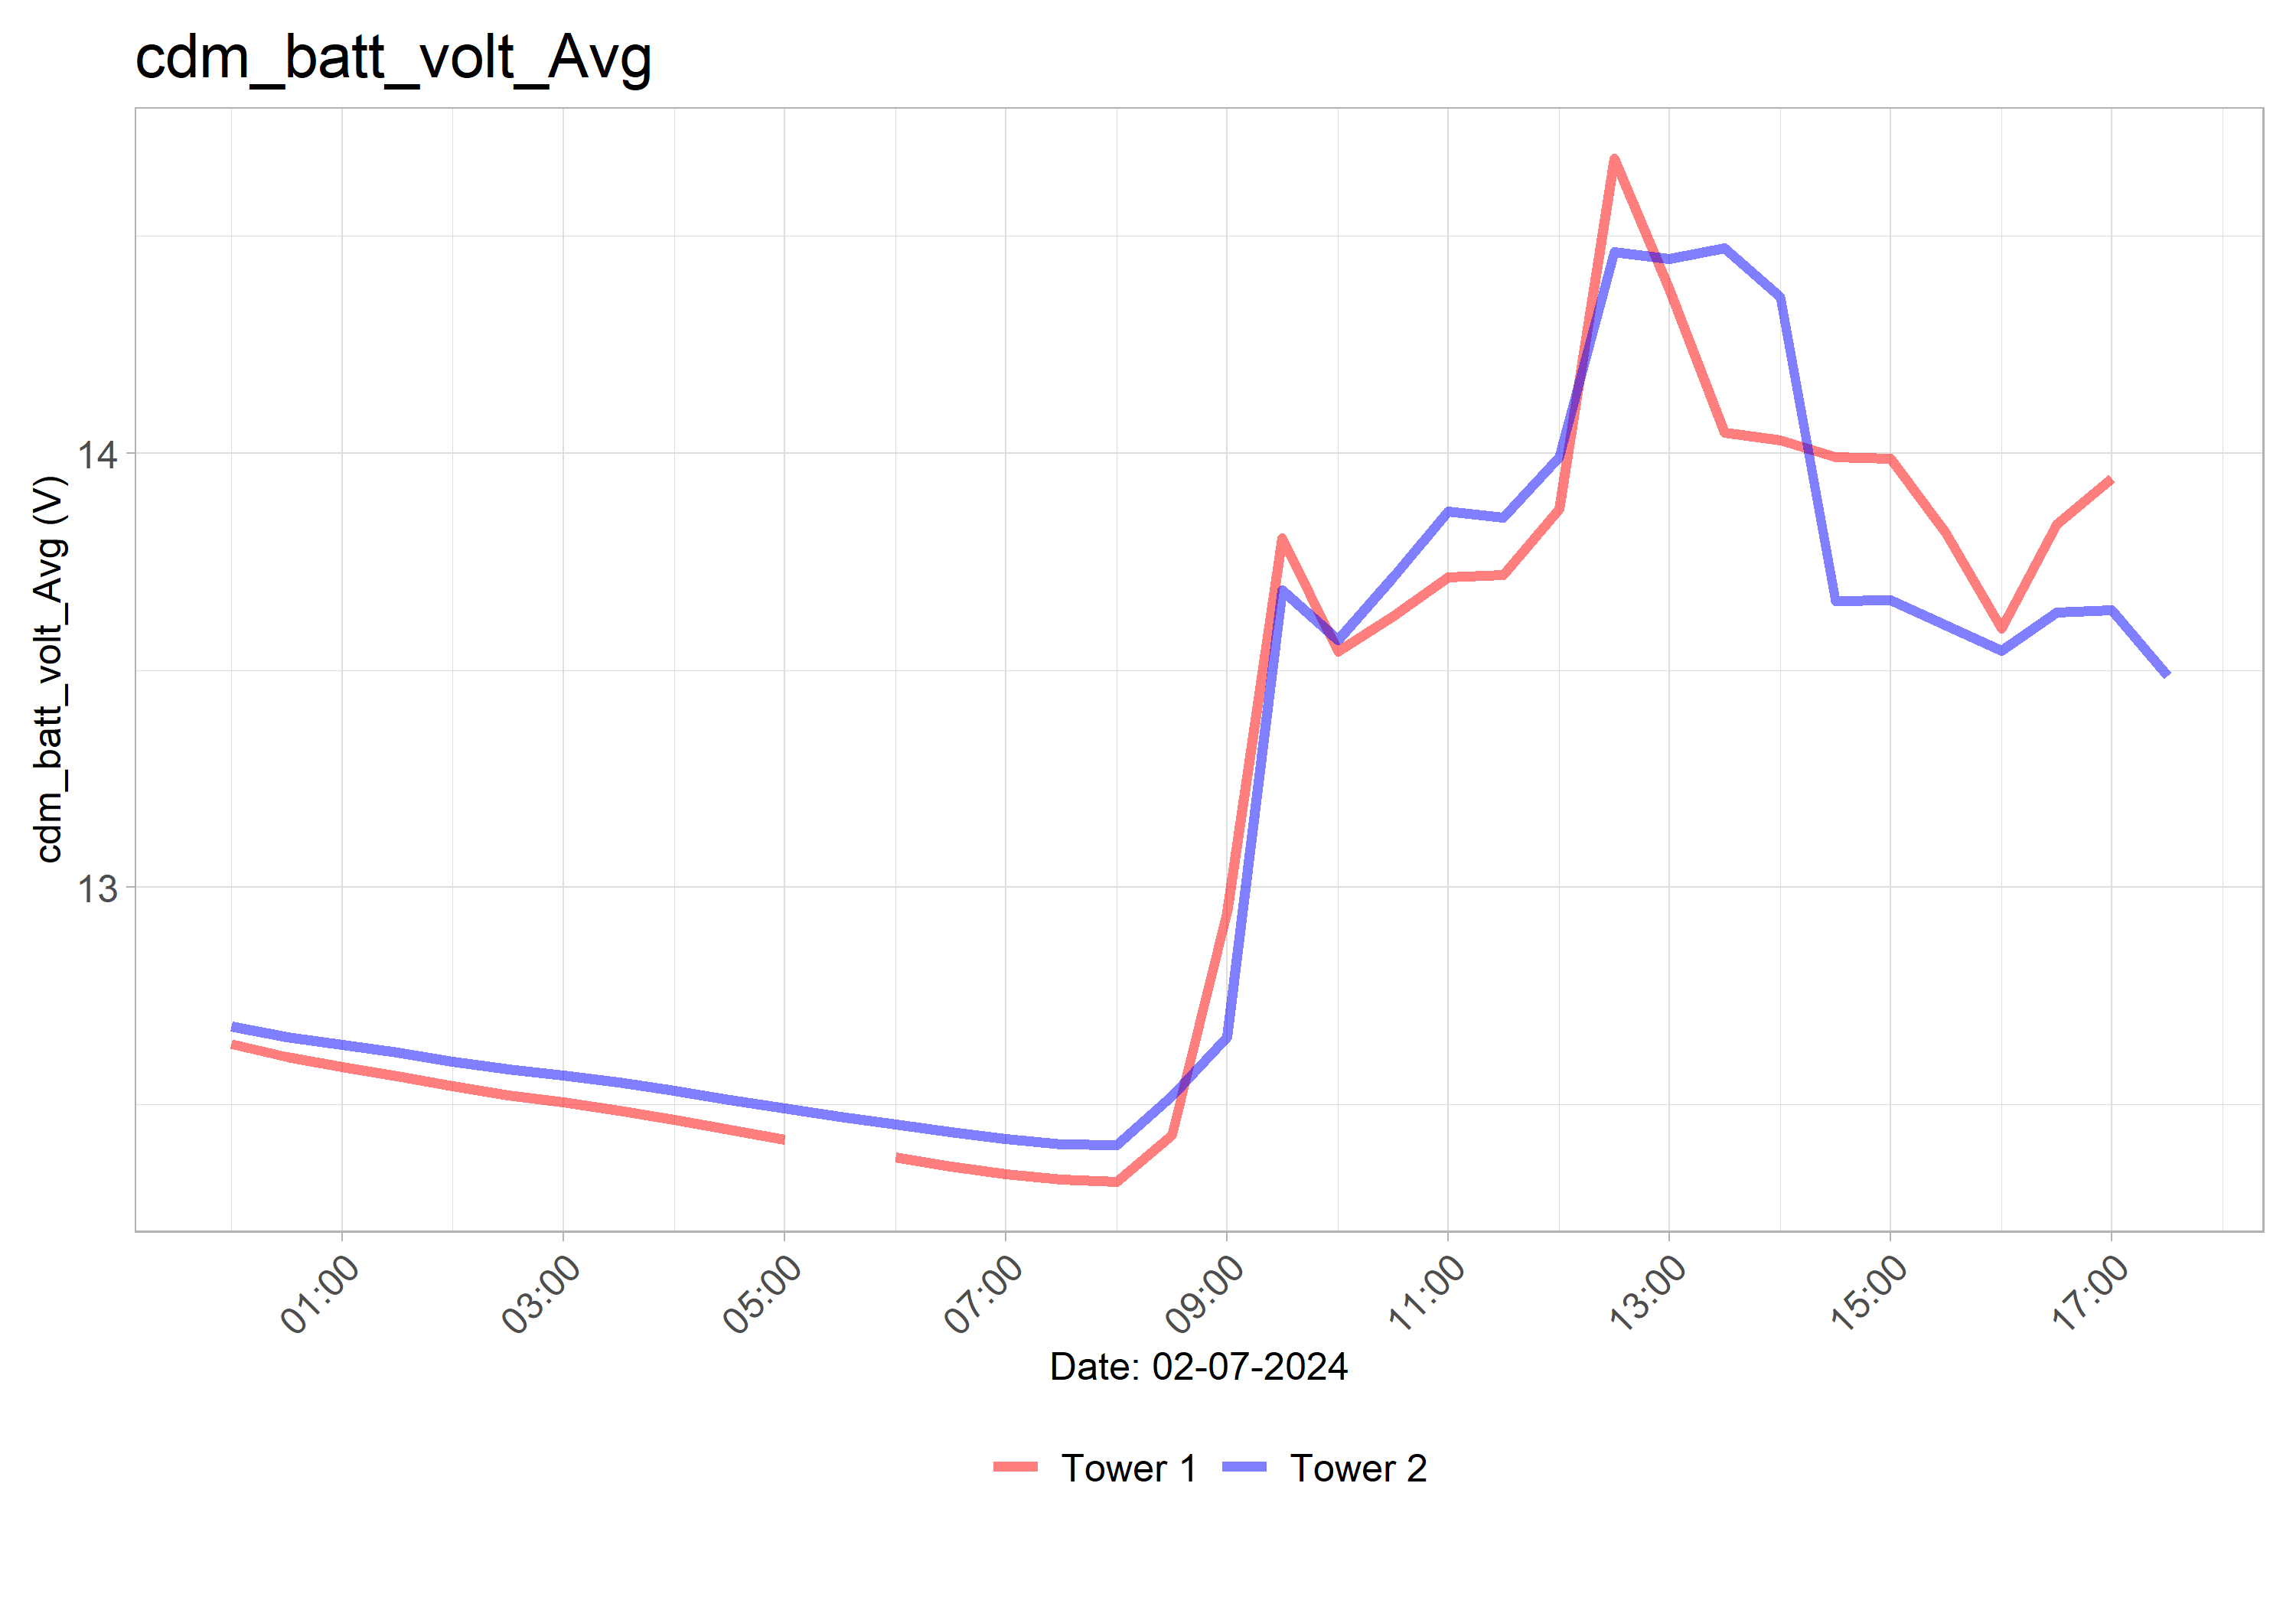 cdm_batt_volt_Avg
cdm_batt_volt_Avg (V)
14
13
01:00
03:00
05:00
07:00
09:00
11:00
13:00
15:00
17:00
Date: 02-07-2024
Tower 1
Tower 2